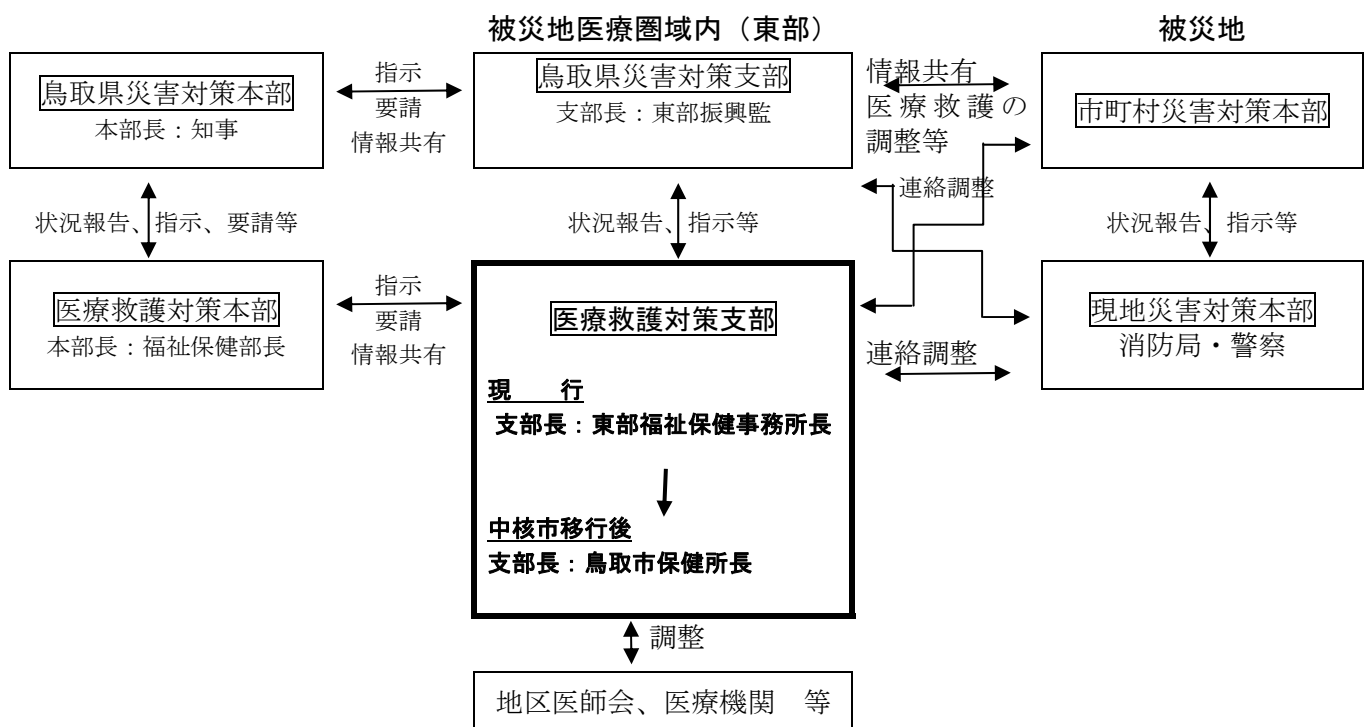 被災地医療圏域内（東部）
被災地
鳥取県災害対策本部
本部長：知事
指示
要請
情報共有
鳥取県災害対策支部
支部長：東部振興監
情報共有
医療救護の
調整等
市町村災害対策本部
連絡調整
状況報告、指示、要請等
状況報告、指示等
状況報告、指示等
医療救護対策本部
本部長：福祉保健部長
指示
要請
情報共有
医療救護対策支部
現　　行
支部長：東部福祉保健事務所長
中核市移行後
支部長：鳥取市保健所長
連絡調整
現地災害対策本部
消防局・警察
調整
地区医師会、医療機関　等